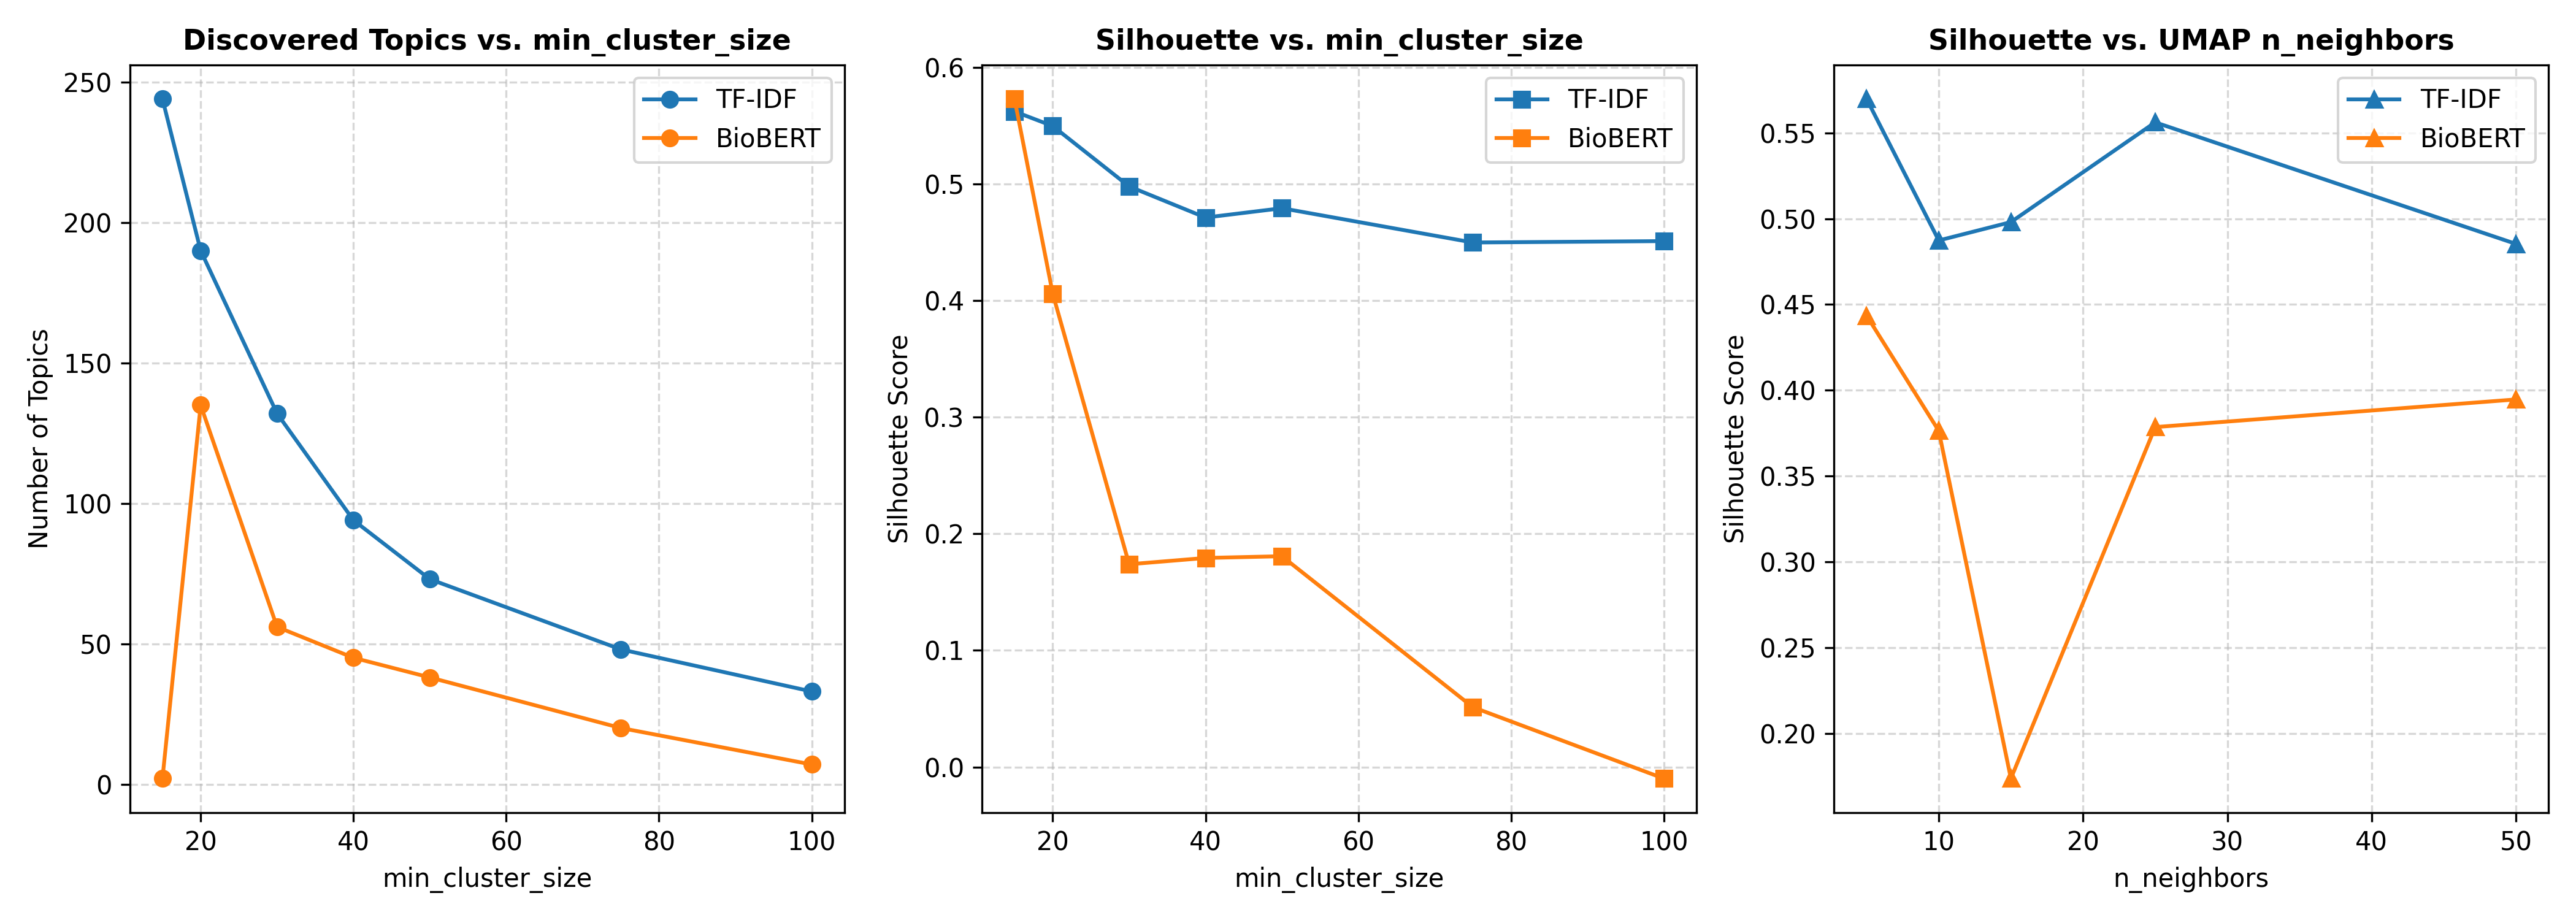 Discovered Topics vs. min_cluster_size
250
200
150
100
50
0
Number of Topics
20
40
60
80
100
min_cluster_size
TF-IDF
BioBERT
Silhouette vs. min_cluster_size
0.6
0.5
0.4
0.3
0.2
0.1
0.0
Silhouette Score
20
40
60
80
100
min_cluster_size
TF-IDF
BioBERT
Silhouette vs. UMAP n_neighbors
0.55
0.50
0.45
0.40
0.35
0.30
0.25
0.20
Silhouette Score
10
20
30
40
50
n_neighbors
TF-IDF
BioBERT